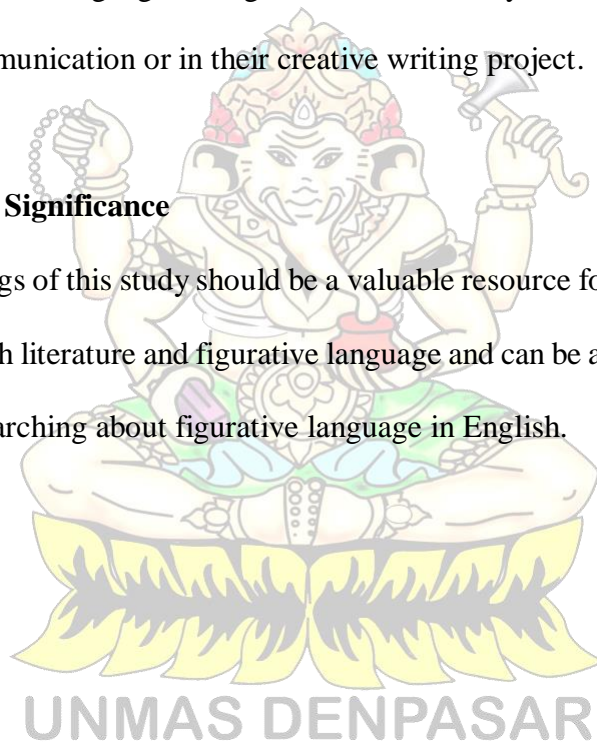 munication or in their creative writing project.
Significance
gs of this study should be a valuable resource fo
h literature and figurative language and can be a
arching about figurative language in English.
UNMAS DENPASAR